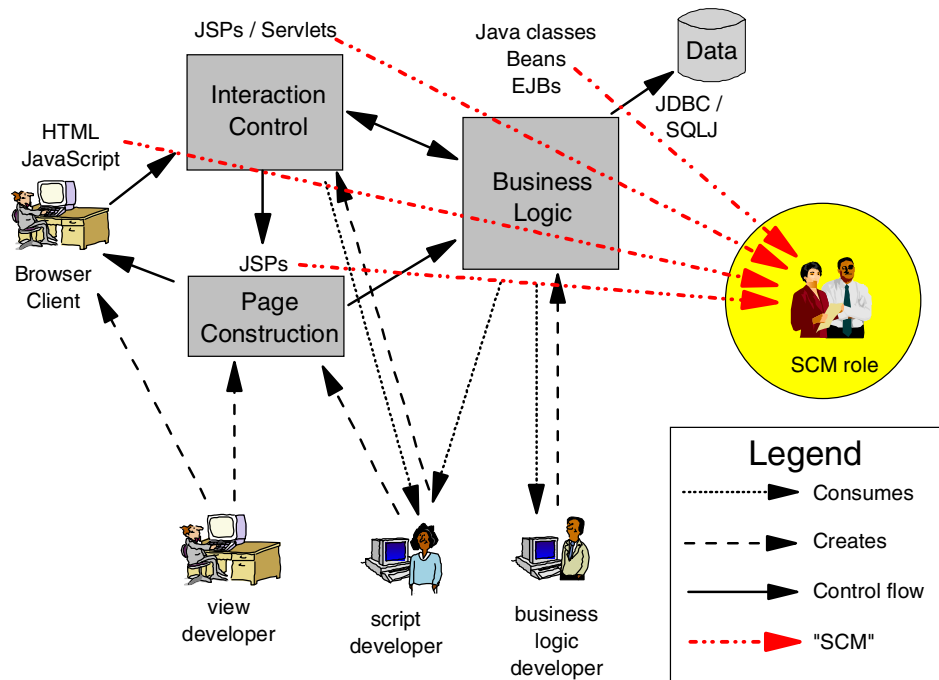 JSPs / Servlets
Java classes
Beans
EJBs
Data
Interaction
Control
JDBC /
SQLJ
HTML
JavaScript
Business
Logic
Browser
Client
JSPs
Page
Construction
SCM role
view
developer
script
developer
business
logic
developer
Legend
Consumes
Creates
Control flow
"SCM"